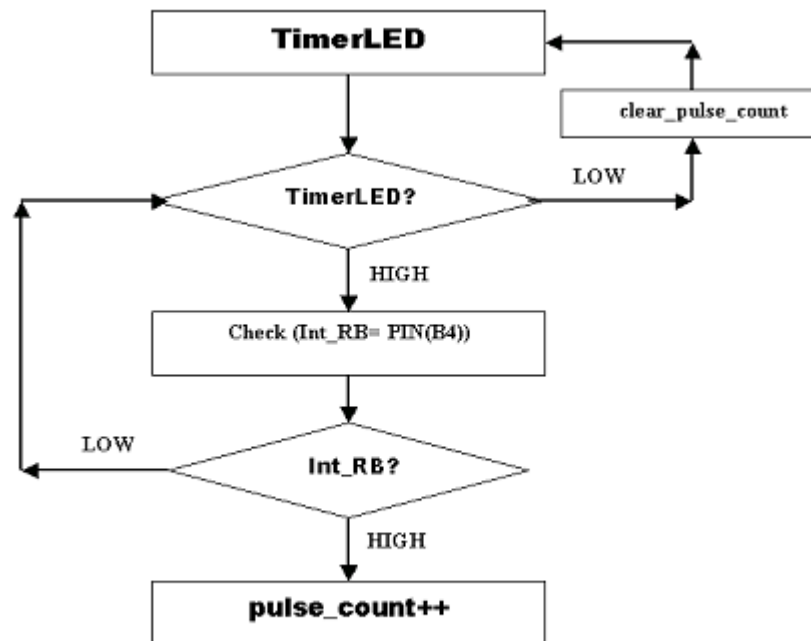 TimerLED
clear_pulse_count
TimerLED?
LOW
HIGH
Check (Int_RB= PIN(B4))
LOW
Int_RB?
HIGH
pulse_count++